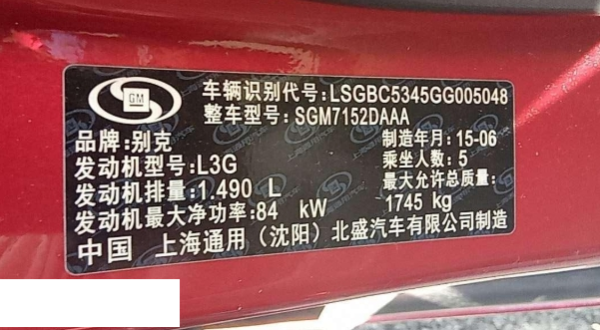 GM
车辆识别代号:LSGBC5345GG005048
整车型号:SGM7152DAAA
品牌:别克
制造年月:15-06
发动机型号:L3G
乘坐人数:5
发动机排量:1.490 L
最大允许总质量:
发动机最大净功率:84 kW
1745 kg
中国 上海通用(沈阳)北盛汽车有限公司制造